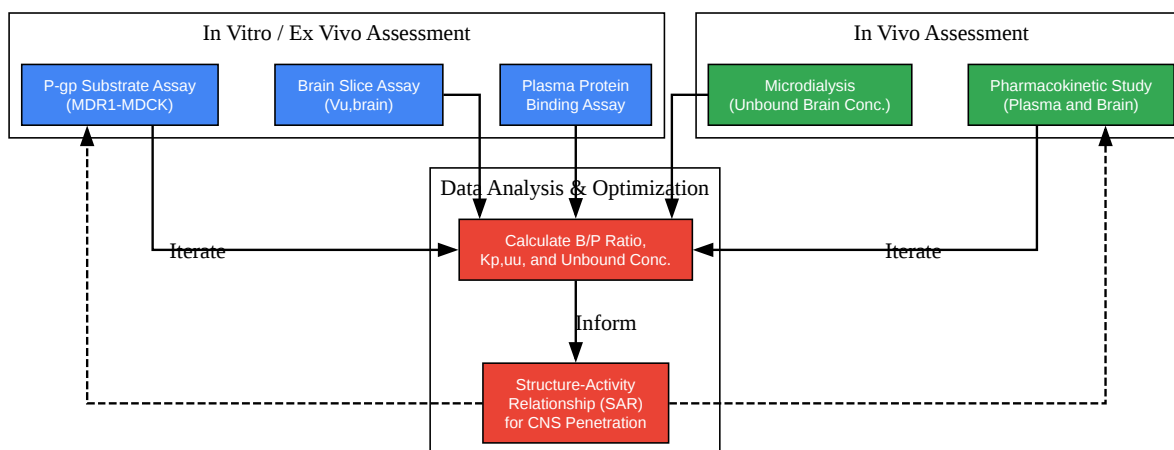 In Vitro / Ex Vivo Assessment
In Vivo Assessment
P-gp Substrate Assay
(MDR1-MDCK)
Brain Slice Assay
(Vu,brain)
Plasma Protein
Binding Assay
Microdialysis
(Unbound Brain Conc.)
Pharmacokinetic Study
(Plasma and Brain)
Data Analysis & Optimization
Calculate B/P Ratio,
Kp,uu, and Unbound Conc.
Iterate
Iterate
Inform
Structure-Activity
Relationship (SAR)
for CNS Penetration